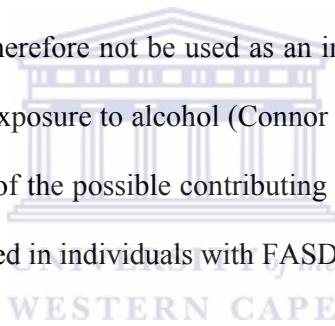 herefore not be used as an in
exposure to alcohol (Connor
of the possible contributing
ed in individuals with FASD
UNIVERSITY of the
WESTERN CAPE